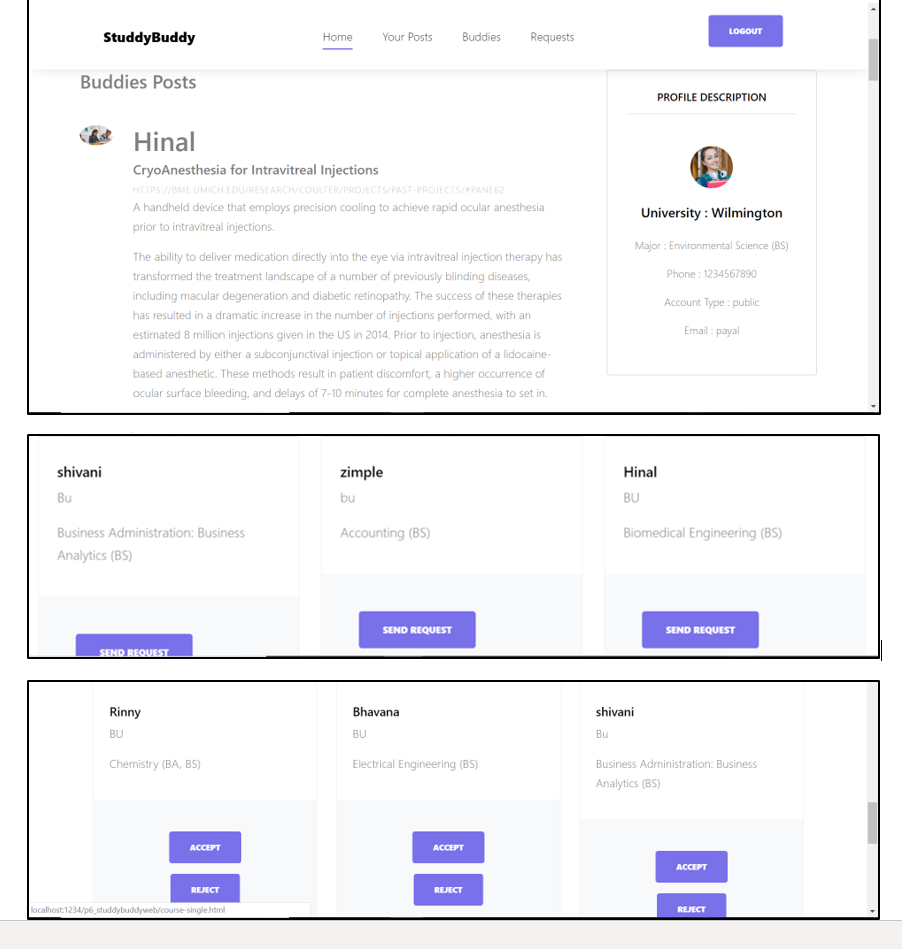 StuddyBuddy
Home Your Posts Buddies Requests
LOGOUT
Buddies Posts
Hinal
CryoAnesthesia for Intravitreal Injections
HTTPS://BME.UMICH.EDU/RESEARCH/COULTER/PROJECTS/PAST-PROJECTS/#PANE62
A handheld device that employs precision cooling to achieve rapid ocular anesthesia
prior to intravitreal injections.
The ability to deliver medication directly into the eye via intravitreal injection therapy has
transformed the treatment landscape of a number of previously blinding diseases,
including macular degeneration and diabetic retinopathy. The success of these therapies
has resulted in a dramatic increase in the number of injections performed, with an
estimated 8 million injections given in the US in 2014. Prior to injection, anesthesia is
administered by either a subconjunctival injection or topical application of a lidocaine-
based anesthetic. These methods result in patient discomfort, a higher occurrence of
ocular surface bleeding, and delays of 7-10 minutes for complete anesthesia to set in.
PROFILE DESCRIPTION
University : Wilmington
Major : Environmental Science (BS)
Phone : 1234567890
Account Type : public
Email : payal
shivani
Bu
Business Administration: Business
Analytics (BS)
SEND REQUEST
zimple
bu
Accounting (BS)
SEND REQUEST
Hinal
BU
Biomedical Engineering (BS)
SEND REQUEST
Rinny
BU
Chemistry (BA, BS)
ACCEPT
REJECT
Bhavana
BU
Electrical Engineering (BS)
ACCEPT
REJECT
shivani
Bu
Business Administration: Business
Analytics (BS)
ACCEPT
REJECT
localhost:1234/p6_studdybuddyweb/course-single.html